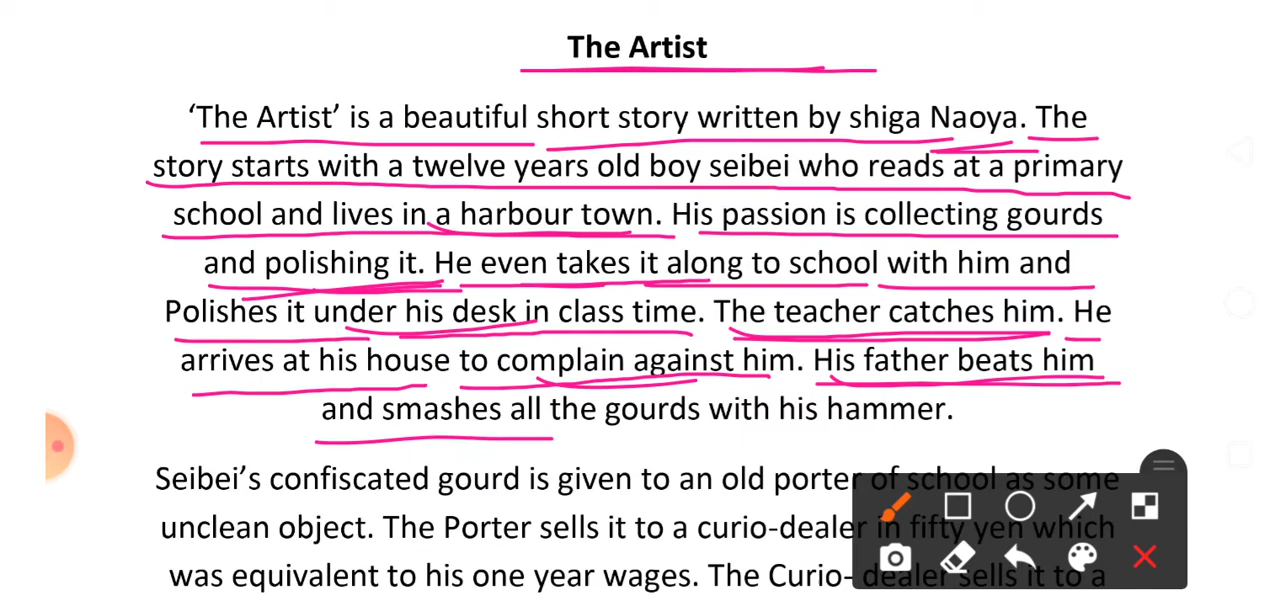 The Artist
‘The Artist’ is a beautiful short story written by shiga Naoya. The
story starts with a twelve years old boy seibei who reads at a primary
school and lives in a harbour town. His passion is collecting gourds
and polishing it. He even takes it along to school with him and
Polishes it under his desk in class time. The teacher catches him. He
arrives at his house to complain against him. His father beats him
and smashes all the gourds with his hammer.
Seibei’s confiscated gourd is given to an old porter of school as some
unclean object. The Porter sells it to a curio-dealer in fifty yen which
was equivalent to his one year wages. The Curio- dealer sells it to a